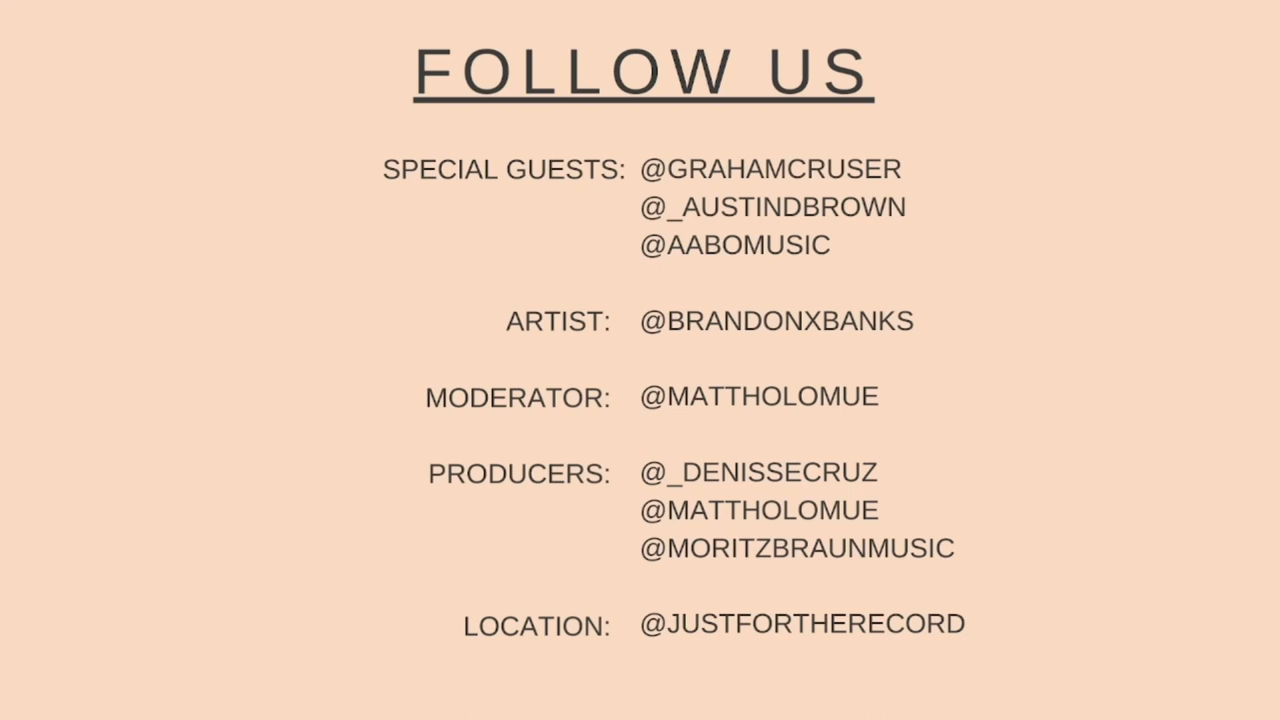 FOLLOW US
SPECIAL GUESTS: @GRAHAMCRUSER
@_AUSTINDBROWN
@AABOMUSIC
ARTIST: @BRANDONXBANKS
MODERATOR: @MATTHOLOMUE
PRODUCERS: @_DENISSECRUZ
@MATTHOLOMUE
@MORITZBRAUNMUSIC
LOCATION: @JUSTFORTHERECORD